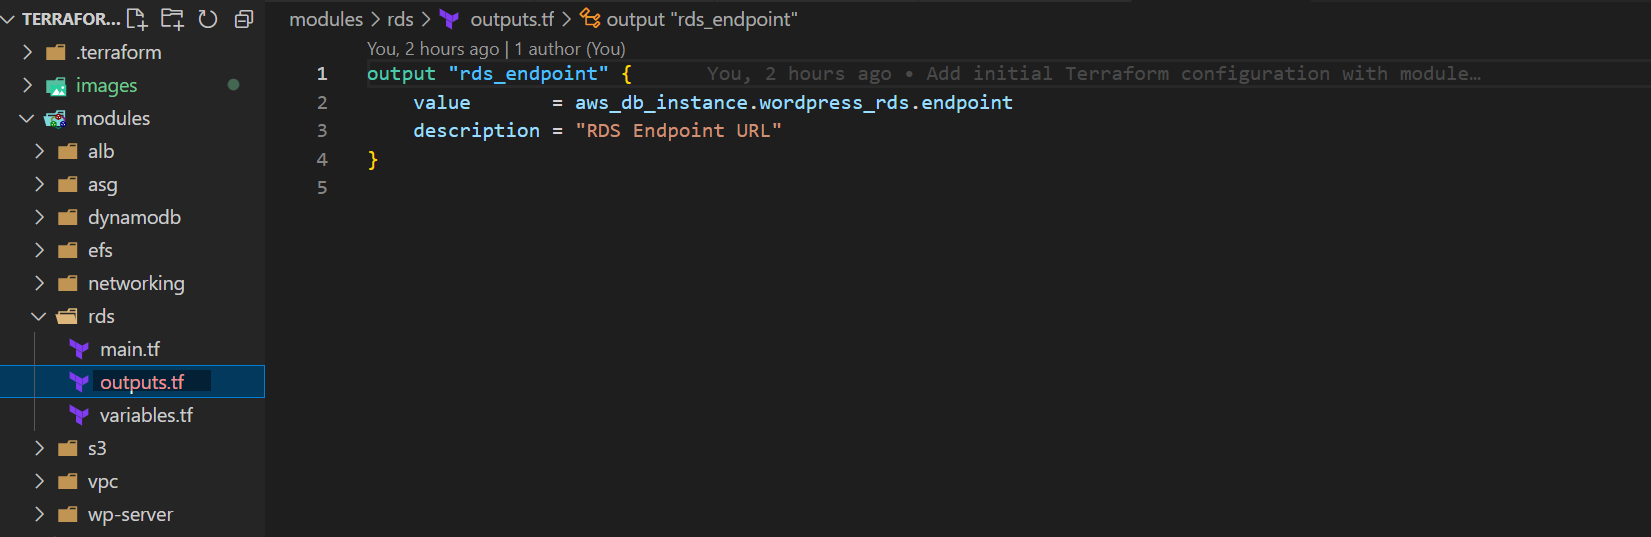 TERRAFOR...
.terraform
images
modules
alb
asg
dynamodb
efs
networking
rds
main.tf
outputs.tf
variables.tf
s3
vpc
wp-server
modules > rds > outputs.tf > output "rds_endpoint"
You, 2 hours ago | 1 author (You)
1 output "rds_endpoint" { You, 2 hours ago • Add initial Terraform configuration with module…
2 value = aws_db_instance.wordpress_rds.endpoint
3 description = "RDS Endpoint URL"
4 }
5